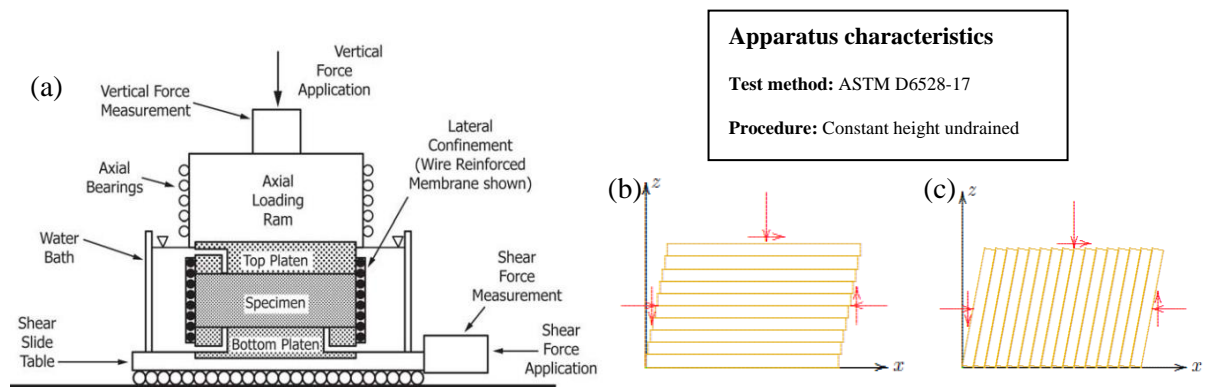 (a)
Vertical
Force
Application
Vertical Force
Measurement
Lateral
Confinement
(Wire Reinforced
Membrane shown)
Axial
Bearings
Axial
Loading
Ram
Water
Bath
Top Platen
Specimen
Bottom Platen
Shear
Slide
Table
Shear
Force
Measurement
Shear
Force
Application
Apparatus characteristics
Test method: ASTM D6528-17
Procedure: Constant height undrained
(b)
z
x
(c)
z
x